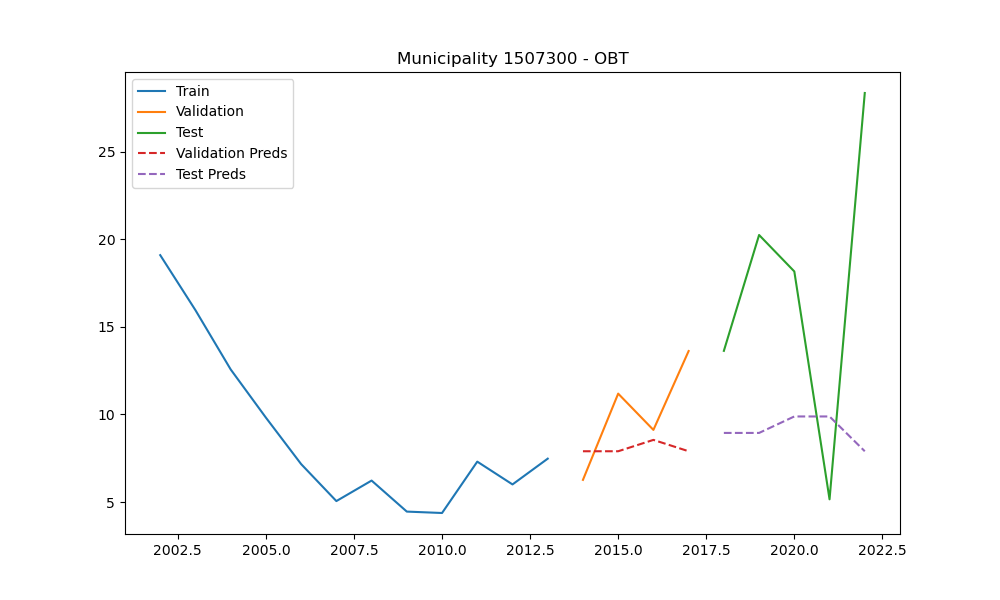 Municipality 1507300 - OBT
Train
Validation
Test
Validation Preds
Test Preds
25
20
15
10
5
2002.5 2005.0 2007.5 2010.0 2012.5 2015.0 2017.5 2020.0 2022.5